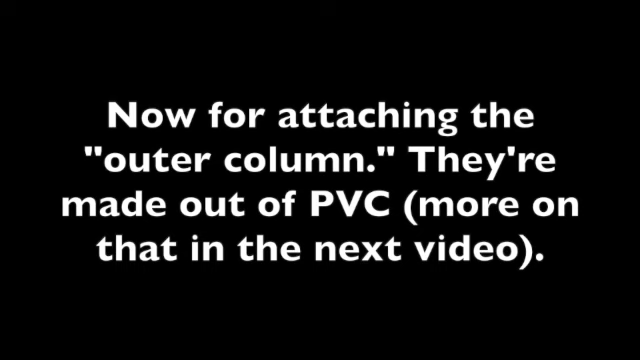 Now for attaching the
"outer column." They're
made out of PVC (more on
that in the next video).